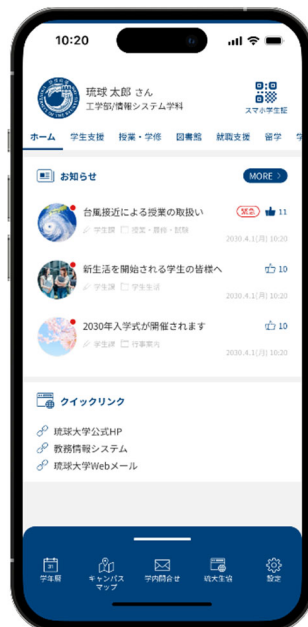 10:20
琉球 太郎 さん
工学部/情報システム学科
スマホ学生証
ホーム 学生支援 授業・学修 図書館 就職支援 留学
お知らせ
MORE
台風接近による授業の取扱い 緊急 11
学生課 授業・履修・試験
2030.4.1(月) 10:20
新生活を開始される学生の皆様へ 10
学生課 学生生活
2030.4.1(月) 10:20
2030年入学式が開催されます 10
学生課 行事案内
2030.4.1(月) 10:20
クイックリンク
琉球大学公式HP
教務情報システム
琉球大学Webメール
31
学年暦 キャンパス 学内問合せ 琉大生協 設定
マップ